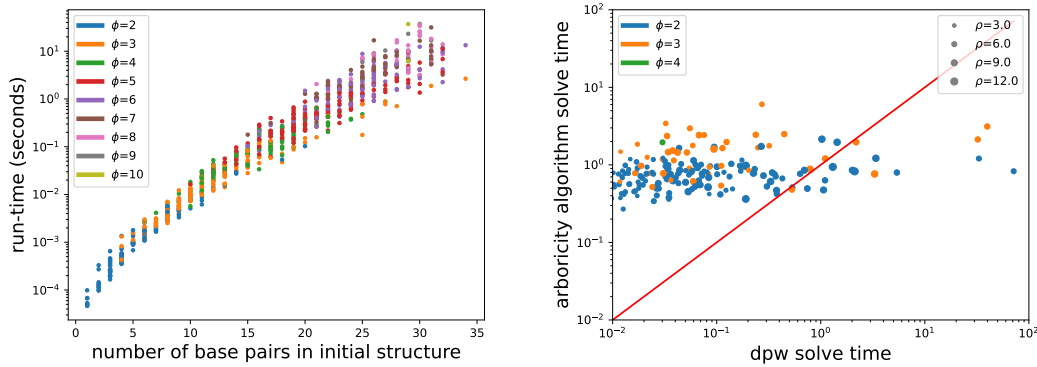 run-time (seconds)
10¹
10⁰
10⁻¹
10⁻²
10⁻³
10⁻⁴
ϕ=2
ϕ=3
ϕ=4
ϕ=5
ϕ=6
ϕ=7
ϕ=8
ϕ=9
ϕ=10
0 5 10 15 20 25 30 35
number of base pairs in initial structure
arboricity algorithm solve time
10²
10¹
10⁰
10⁻¹
10⁻²
ϕ=2
ϕ=3
ϕ=4
ρ=3.0
ρ=6.0
ρ=9.0
ρ=12.0
10⁻² 10⁻¹ 10⁰ 10¹ 10²
dpw solve time